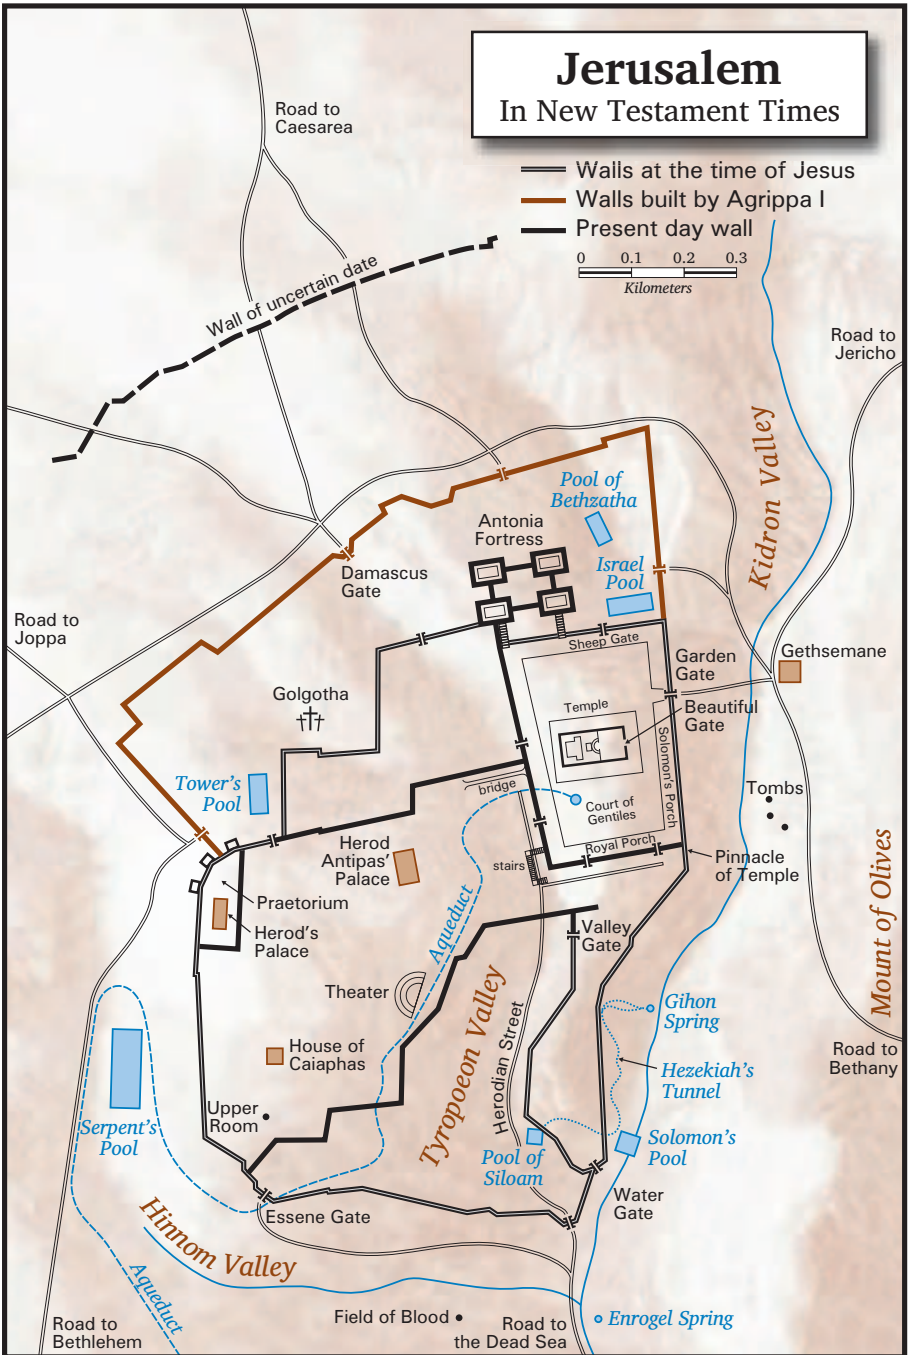 Jerusalem
In New Testament Times
Walls at the time of Jesus
Walls built by Agrippa I
Present day wall
0 0.1 0.2 0.3
Kilometers
Road to
Caesarea
Wall of uncertain date
Road to
Jericho
Kidron Valley
Pool of
Bethzatha
Antonia
Fortress
Israel
Pool
Damascus
Gate
Road to
Joppa
Sheep Gate
Garden
Gate
Gethsemane
Golgotha
Temple
Beautiful
Gate
Solomon's Porch
Tower's
Pool
bridge
Court of
Gentiles
Tombs
Herod
Antipas'
Palace
Royal Porch
stairs
Pinnacle
of Temple
Mount of Olives
Praetorium
Herod's
Palace
Aqueduct
Valley
Gate
Theater
Tyropoeon Valley
Herodian Street
Gihon
Spring
House of
Caiaphas
Road to
Bethany
Hezekiah's
Tunnel
Upper
Room
Serpent's
Pool
Pool of
Siloam
Solomon's
Pool
Water
Gate
Essene Gate
Hinnom Valley
Aqueduct
Field of Blood
Road to
the Dead Sea
Enrogel Spring
Road to
Bethlehem